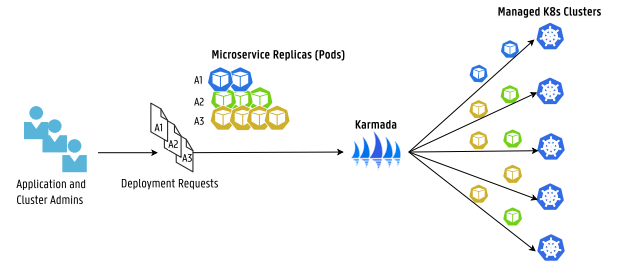 Managed K8s Clusters
Microservice Replicas (Pods)
A1
A2
A3
A1
A2
A3
Karmada
Application and
Cluster Admins
Deployment Requests